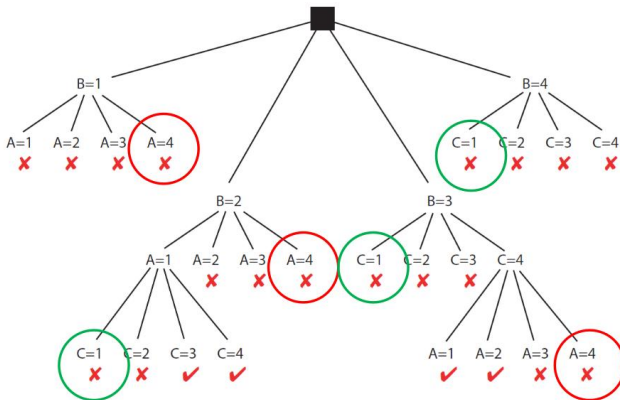 B=1 B=4
A=1 A=2 A=3 A=4 C=1 C=2 C=3 C=4
B=2 B=3
A=1 A=2 A=3 A=4 C=1 C=2 C=3 C=4
C=1 C=2 C=3 C=4 A=1 A=2 A=3 A=4